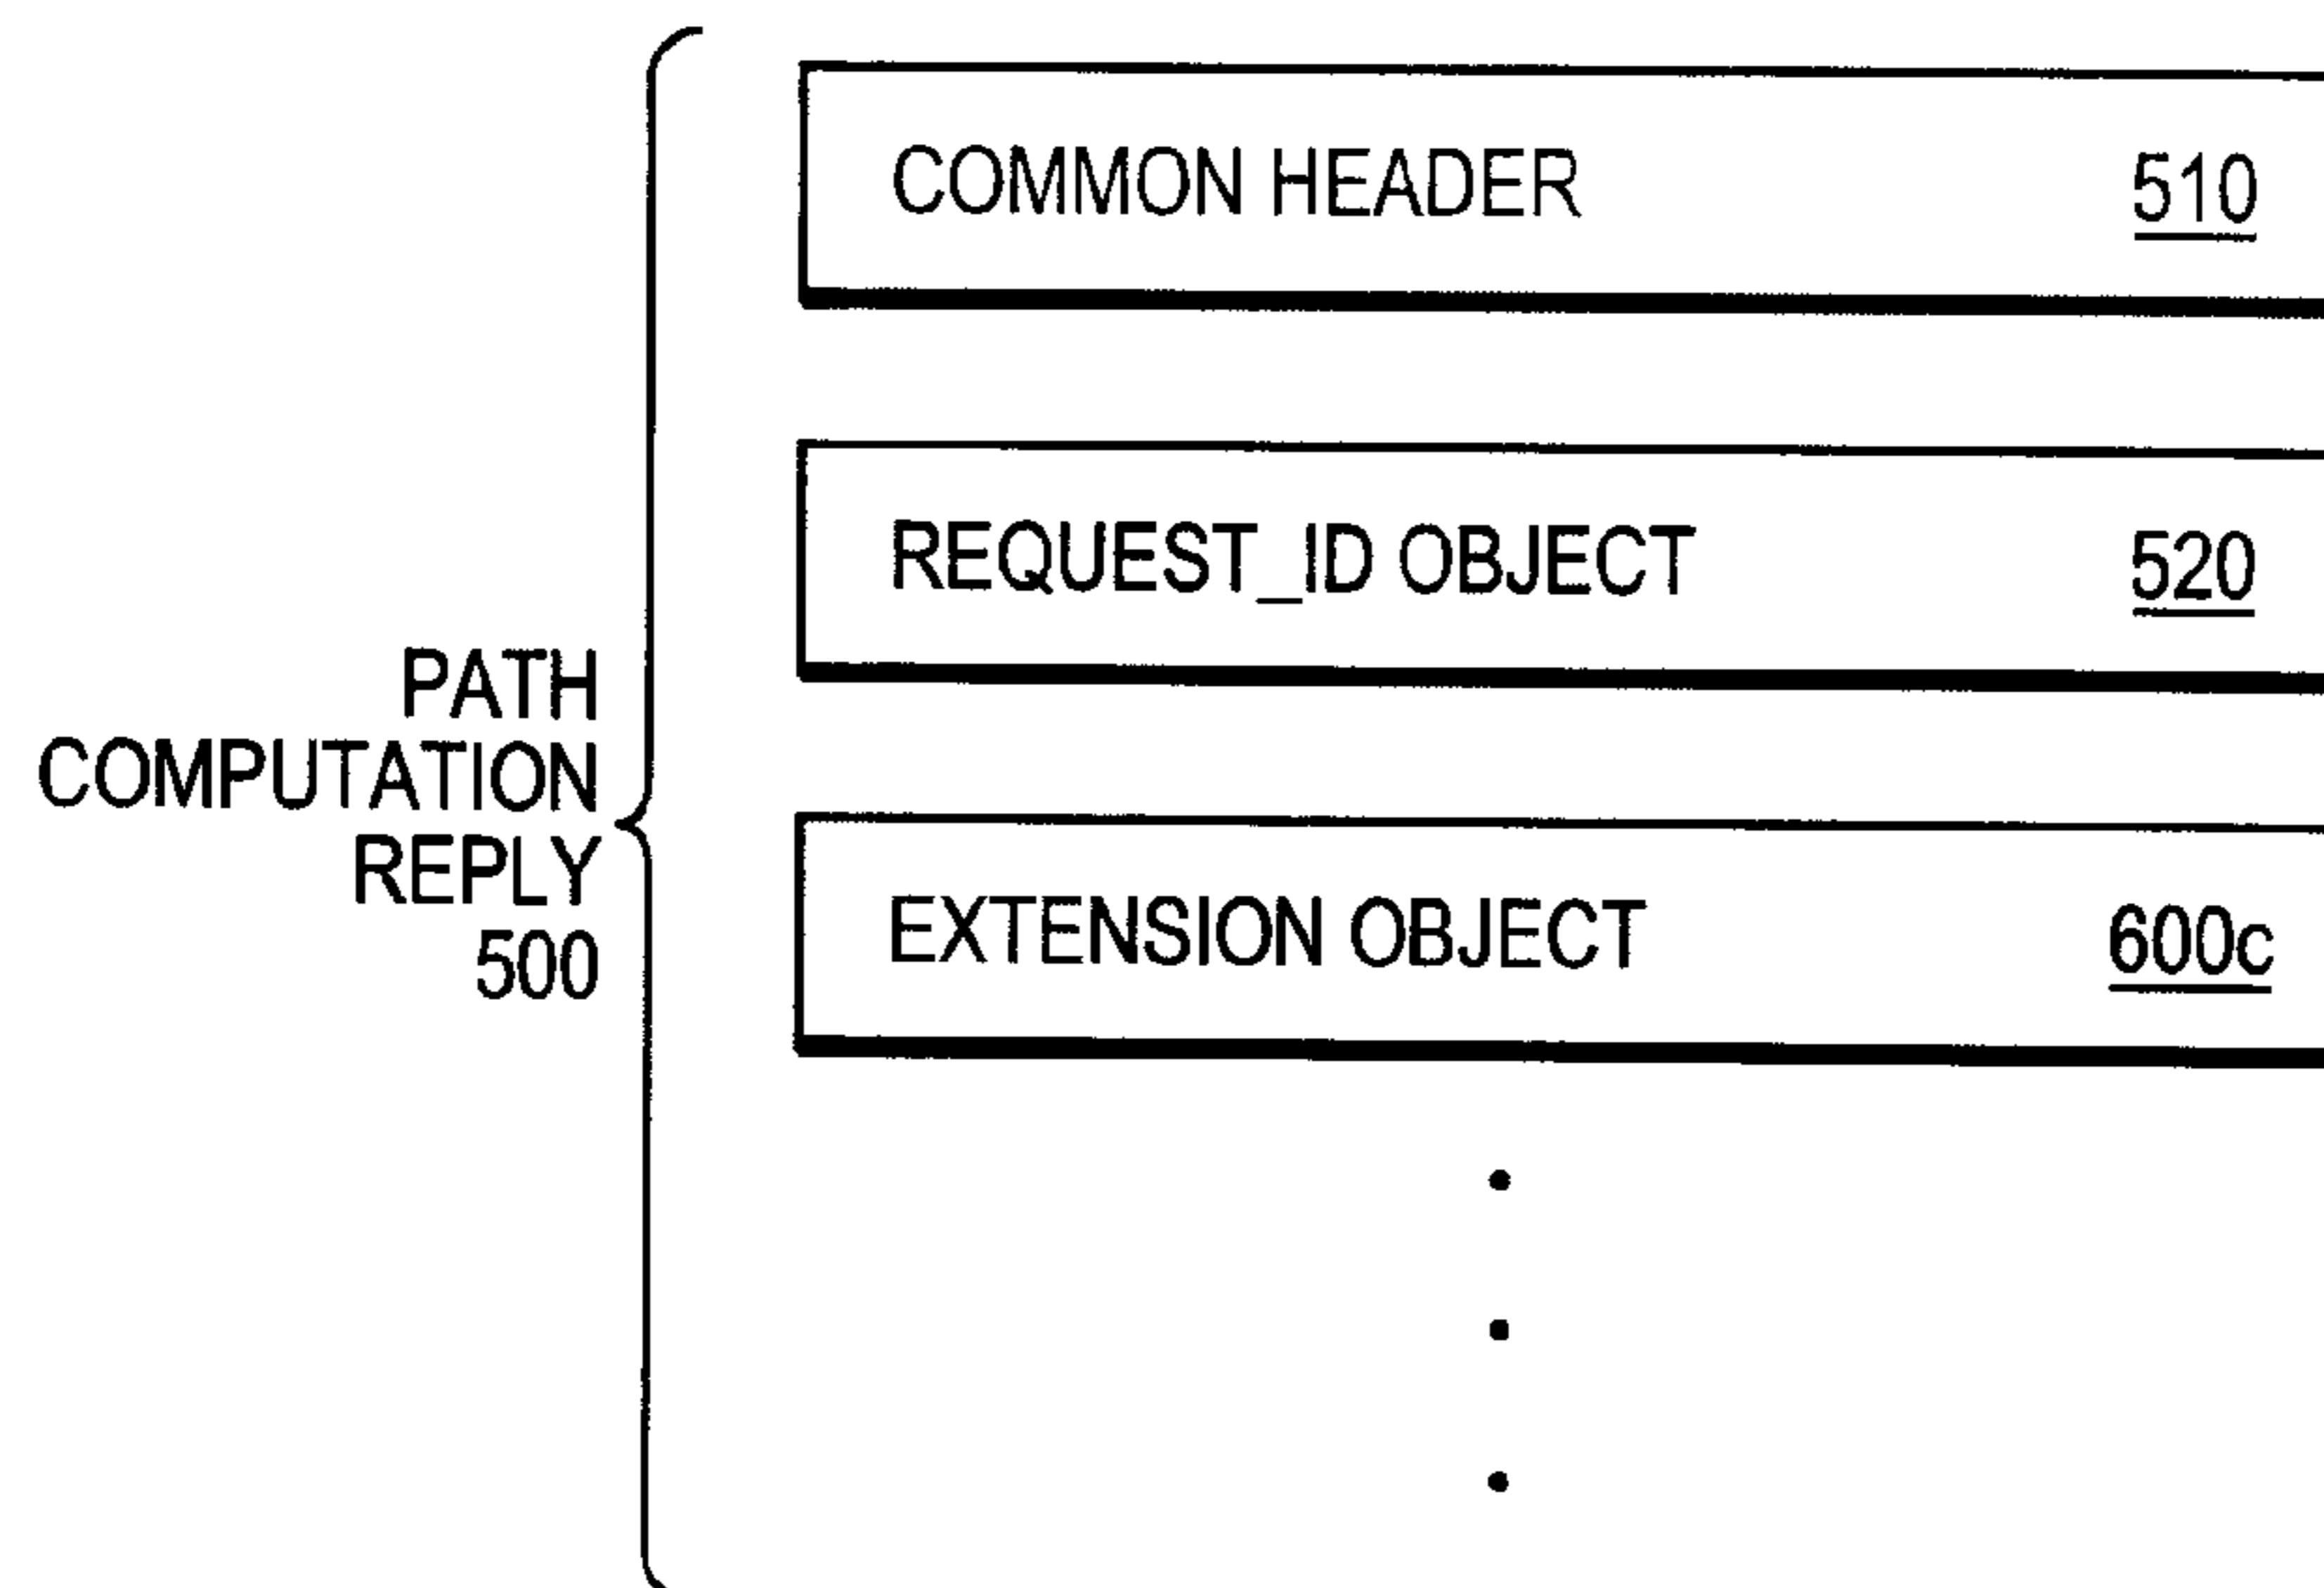 COMMON HEADER 510
REQUEST_ID OBJECT 520
PATH
COMPUTATION
REPLY
500
EXTENSION OBJECT 600c